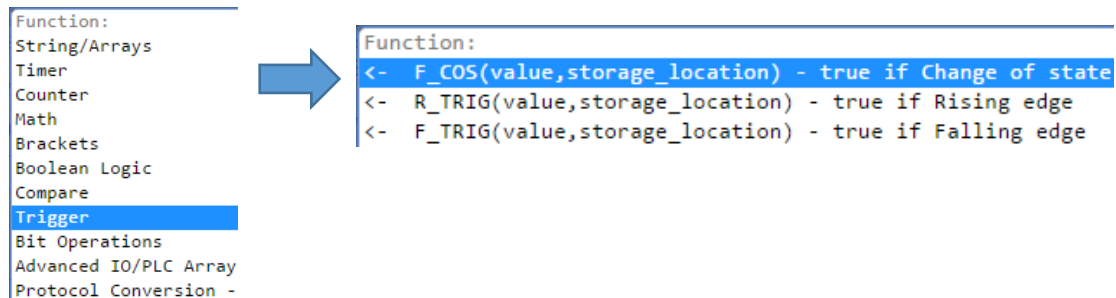 Function:
String/Arrays
Timer
Counter
Math
Brackets
Boolean Logic
Compare
Trigger
Bit Operations
Advanced IO/PLC Array
Protocol Conversion -
Function:
<-  F_COS(value,storage_location) - true if Change of state
<-  R_TRIG(value,storage_location) - true if Rising edge
<-  F_TRIG(value,storage_location) - true if Falling edge